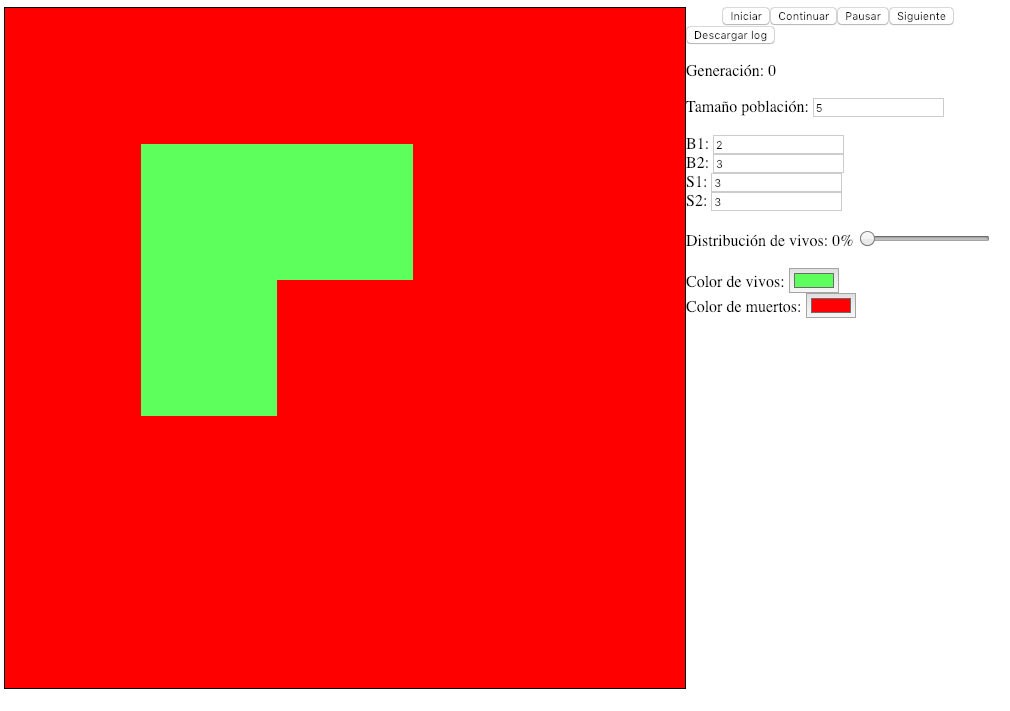 Iniciar Continuar Pausar Siguiente
Descargar log
Generación: 0
Tamaño población: 5
B1: 2
B2: 3
S1: 3
S2: 3
Distribución de vivos: 0%
Color de vivos:
Color de muertos: